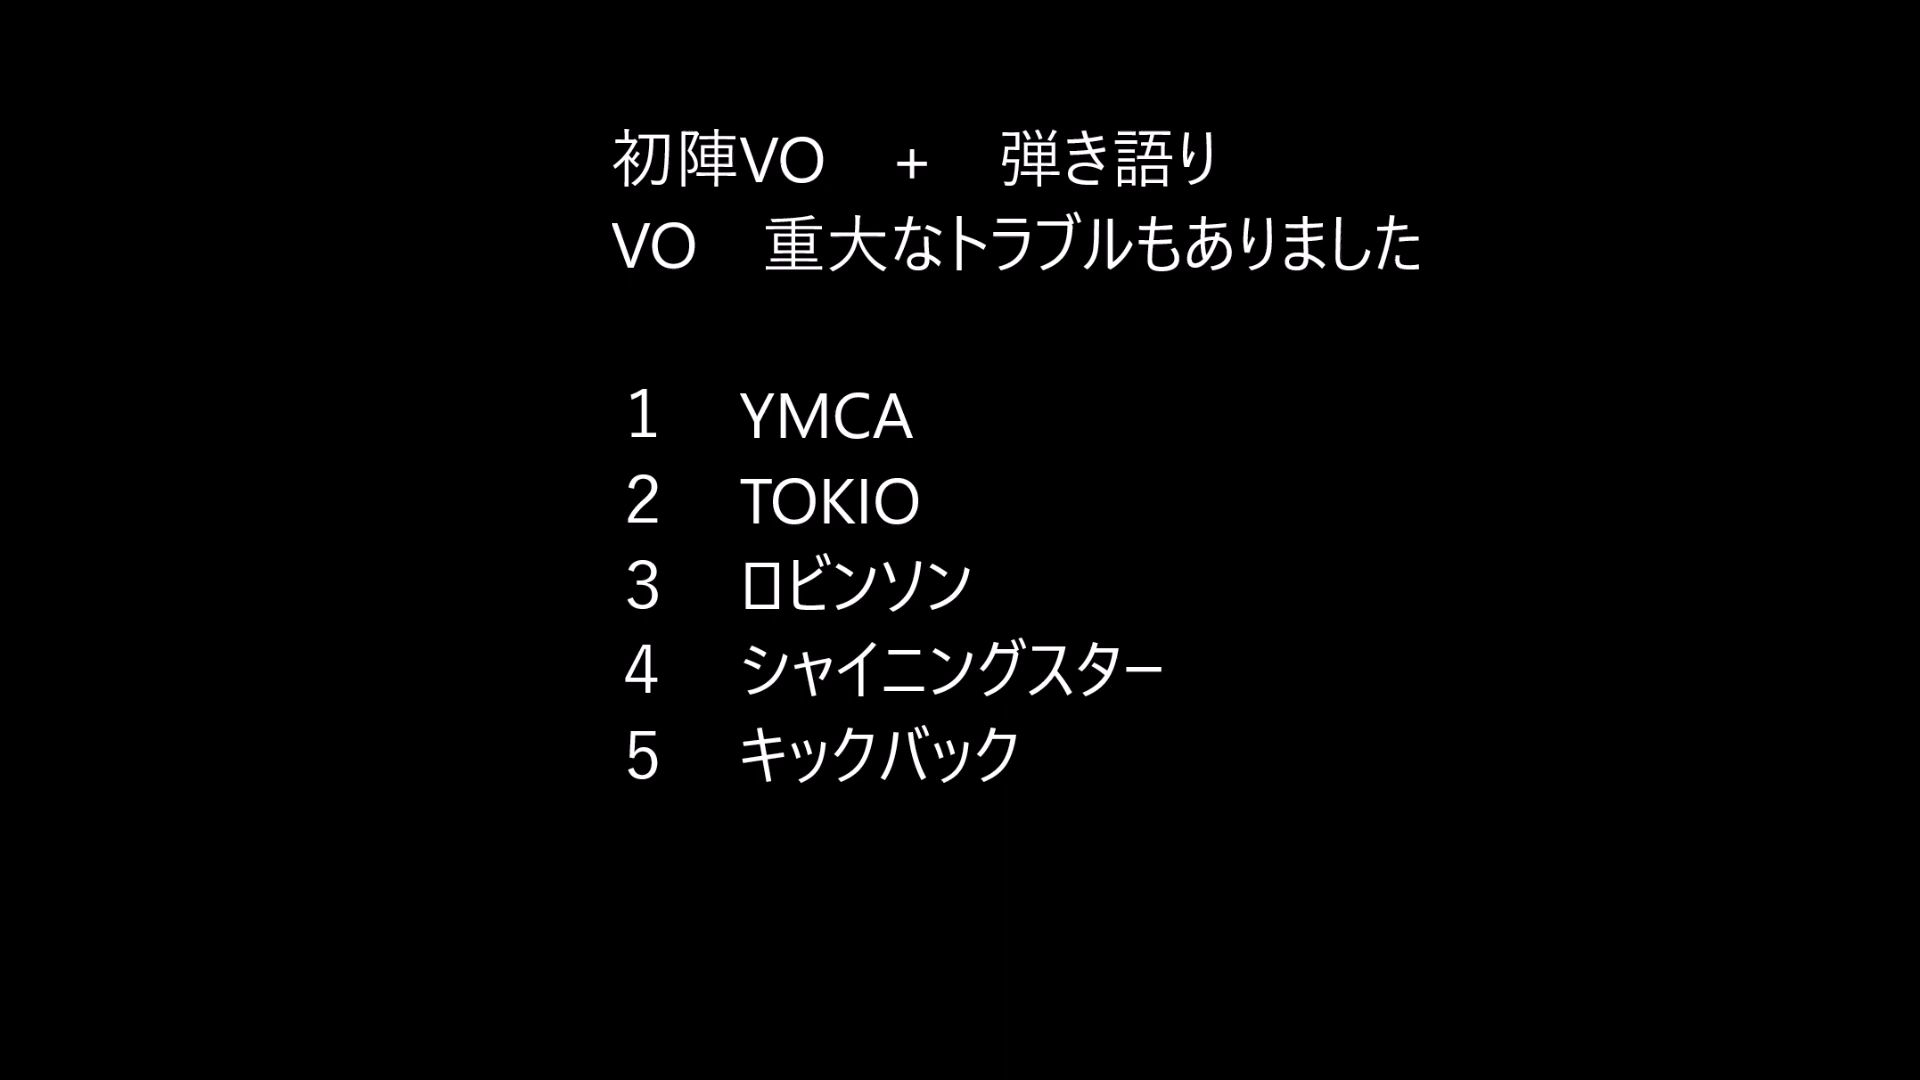 初陣VO　+　弾き語り
VO　重大なトラブルもありました
1　YMCA
2　TOKIO
3　ロビンソン
4　シャイニングスター
5　キックバック